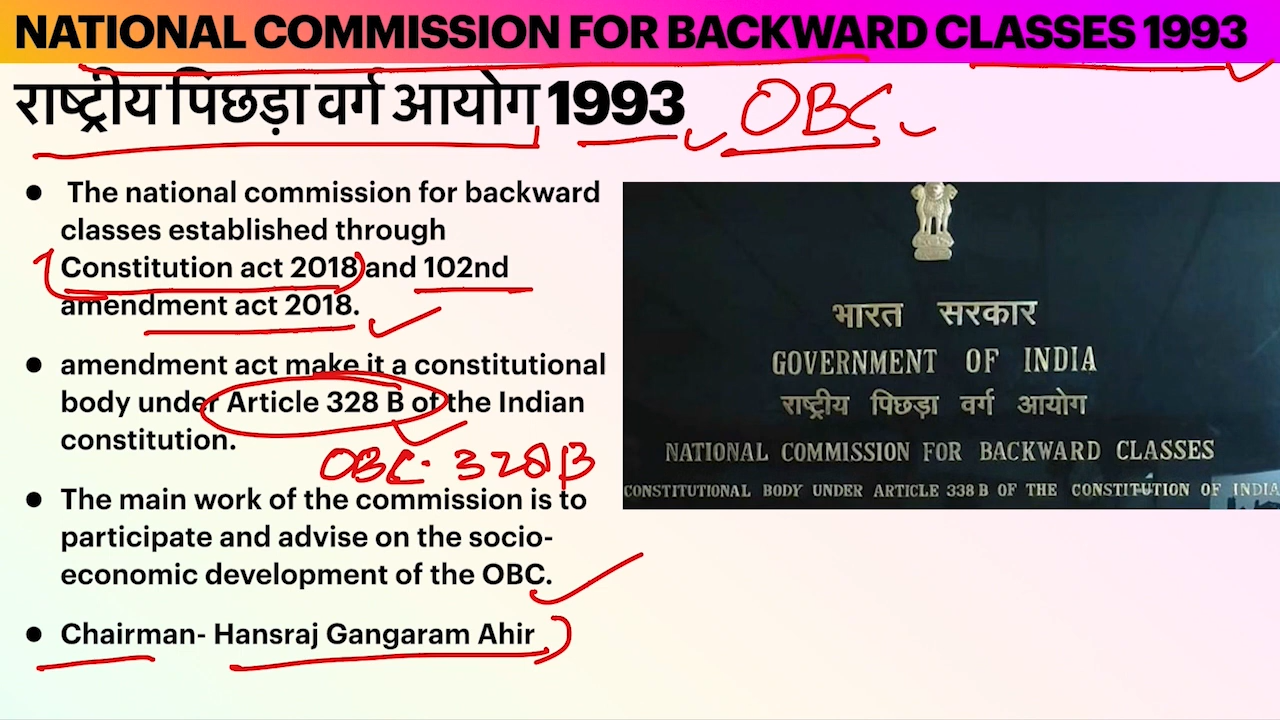 NATIONAL COMMISSION FOR BACKWARD CLASSES 1993
राष्ट्रीय पिछड़ा वर्ग आयोग 1993 OBC
● The national commission for backward
classes established through
Constitution act 2018 and 102nd
amendment act 2018.
● amendment act make it a constitutional
body under Article 328 B of the Indian
constitution.
OBC. 328 B
● The main work of the commission is to
participate and advise on the socio-
economic development of the OBC.
● Chairman- Hansraj Gangaram Ahir
भारत सरकार
GOVERNMENT OF INDIA
राष्ट्रीय पिछड़ा वर्ग आयोग
NATIONAL COMMISSION FOR BACKWARD CLASSES
CONSTITUTIONAL BODY UNDER ARTICLE 338 B OF THE CONSTITUTION OF INDIA